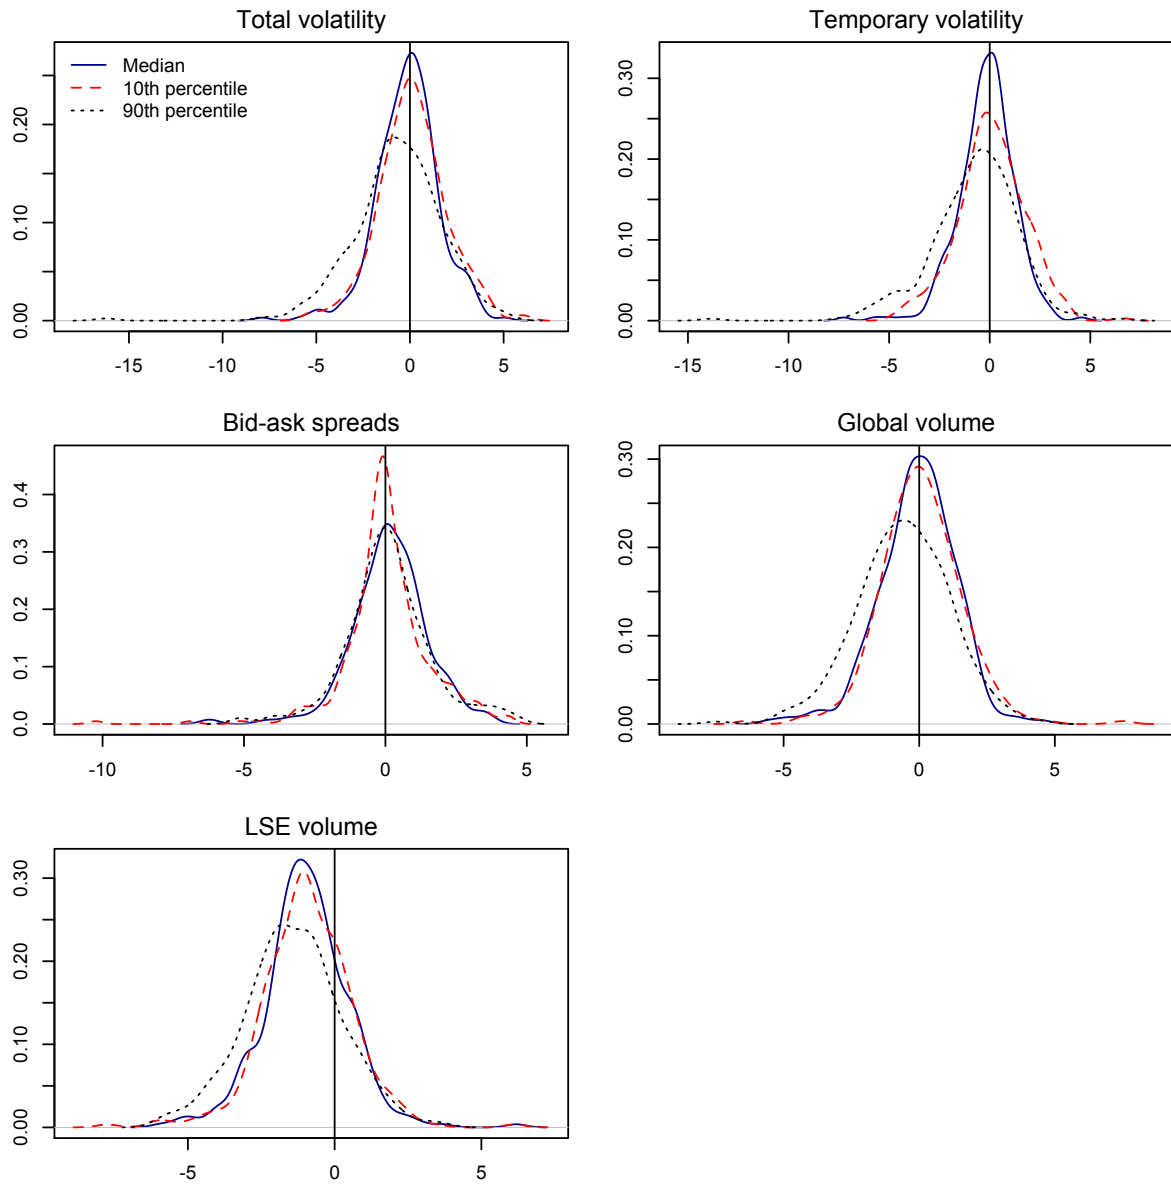 Total volatility
Median
10th percentile
90th percentile
0.00 0.10 0.20
-15 -10 -5 0 5
Temporary volatility
0.00 0.10 0.20 0.30
-15 -10 -5 0 5
Bid-ask spreads
0.0 0.1 0.2 0.3 0.4
-10 -5 0 5
Global volume
0.00 0.10 0.20 0.30
-5 0 5
LSE volume
0.00 0.10 0.20 0.30
-5 0 5